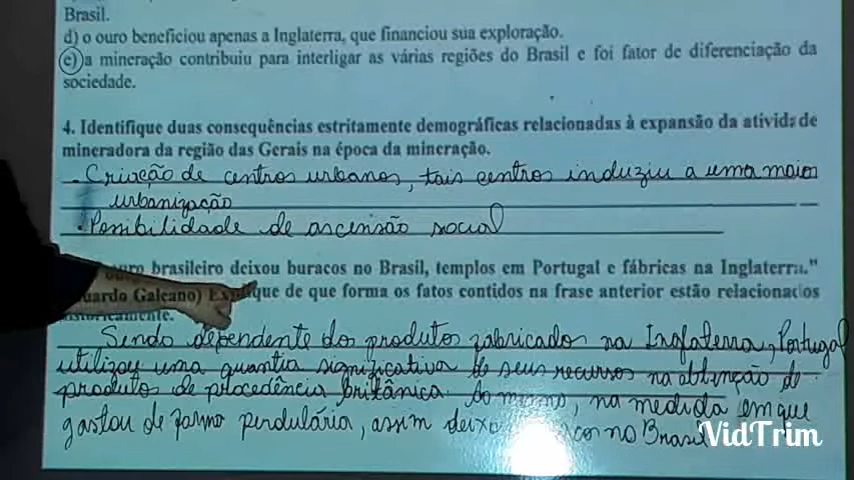 Brasil.
d) o ouro beneficiou apenas a Inglaterra, que financiou sua exploração.
e) a mineração contribuiu para interligar as várias regiões do Brasil e foi fator de diferenciação da
sociedade.
4. Identifique duas consequências estritamente demográficas relacionadas à expansão da atividade
mineradora da região das Gerais na época da mineração.
. Criação de centros urbanos, tais centros induziu a uma maior
urbanização
. Possibilidade de ascensão social
ouro brasileiro deixou buracos no Brasil, templos em Portugal e fábricas na Inglaterra."
uardo Galeano) Explique de que forma os fatos contidos na frase anterior estão relacionados
historicamente.
Sendo dependente dos produtos fabricados na Inglaterra, Portugal
utilizou uma quantia significativa de seus recursos na obtenção de
produtos de procedência britânica. Ao mesmo, na medida em que
gastou de forma perdulária, assim deixo no Brasil
VidTrim